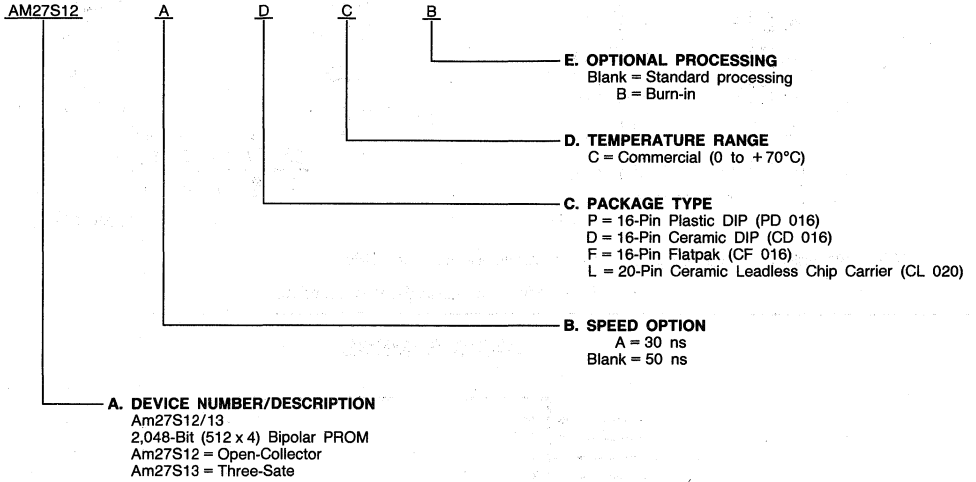 AM27S12 A D C B
E. OPTIONAL PROCESSING
Blank = Standard processing
B = Burn-in
D. TEMPERATURE RANGE
C = Commercial (0 to +70°C)
C. PACKAGE TYPE
P = 16-Pin Plastic DIP (PD 016)
D = 16-Pin Ceramic DIP (CD 016)
F = 16-Pin Flatpak (CF 016)
L = 20-Pin Ceramic Leadless Chip Carrier (CL 020)
B. SPEED OPTION
A = 30 ns
Blank = 50 ns
A. DEVICE NUMBER/DESCRIPTION
Am27S12/13
2,048-Bit (512 x 4) Bipolar PROM
Am27S12 = Open-Collector
Am27S13 = Three-Sate